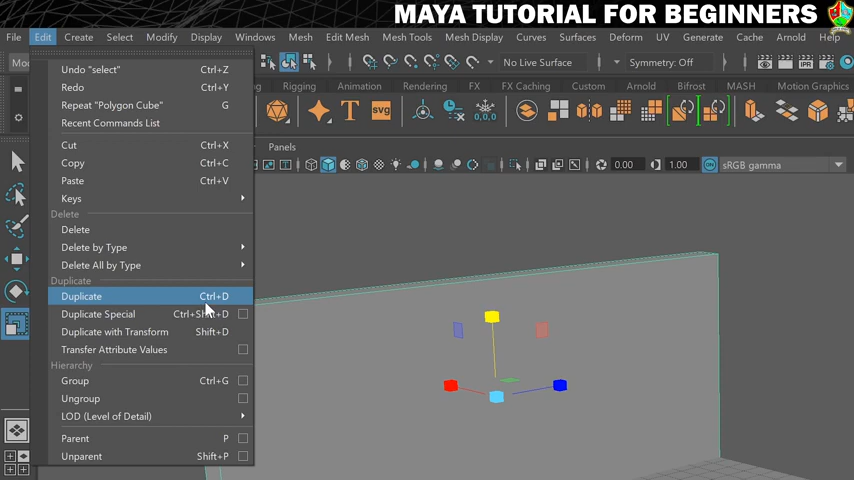 MAYA TUTORIAL FOR BEGINNERS
File Edit Create Select Modify Display Windows Mesh Edit Mesh Mesh Tools Mesh Display Curves Surfaces Deform UV Generate Cache Arnold Help
No Live Surface Symmetry: Off
Rigging Animation Rendering FX FX Caching Custom Arnold Bifrost MASH Motion Graphics
svg 0,0,0
Panels
0.00 1.00 ON sRGB gamma
Undo "select" Ctrl+Z
Redo Ctrl+Y
Repeat "Polygon Cube" G
Recent Commands List
Cut Ctrl+X
Copy Ctrl+C
Paste Ctrl+V
Keys
Delete
Delete
Delete by Type
Delete All by Type
Duplicate
Duplicate Ctrl+D
Duplicate Special Ctrl+Shift+D
Duplicate with Transform Shift+D
Transfer Attribute Values
Hierarchy
Group Ctrl+G
Ungroup
LOD (Level of Detail)
Parent P
Unparent Shift+P